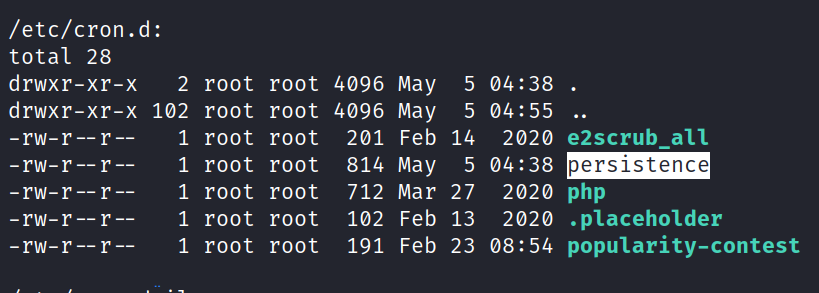 /etc/cron.d:
total 28
drwxr-xr-x   2 root root 4096 May  5 04:38 .
drwxr-xr-x 102 root root 4096 May  5 04:55 ..
-rw-r--r--   1 root root  201 Feb 14  2020 e2scrub_all
-rw-r--r--   1 root root  814 May  5 04:38 persistence
-rw-r--r--   1 root root  712 Mar 27  2020 php
-rw-r--r--   1 root root  102 Feb 13  2020 .placeholder
-rw-r--r--   1 root root  191 Feb 23 08:54 popularity-contest